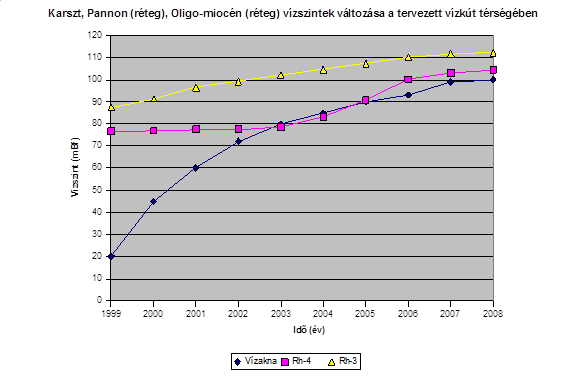 Karszt, Pannon (réteg), Oligo-miocén (réteg) vízszintek változása a tervezett vízkút térségében
120
110
100
90
80
70
60
50
40
30
20
10
0
Vízszint (mBf)
1999 2000 2001 2002 2003 2004 2005 2006 2007 2008
Idő (év)
Vízakna Rh-4 Rh-3